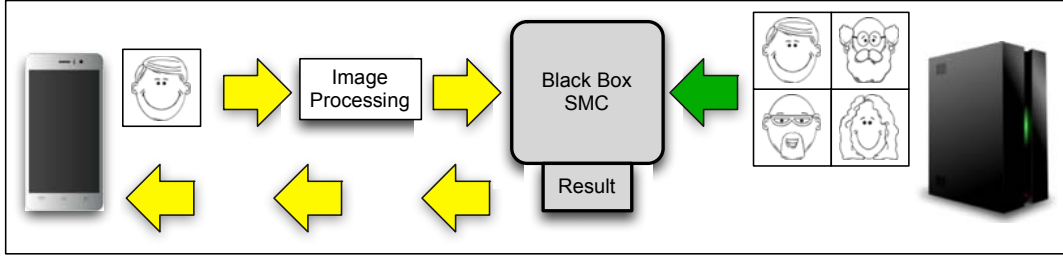 Image
Processing
Black Box
SMC
Result